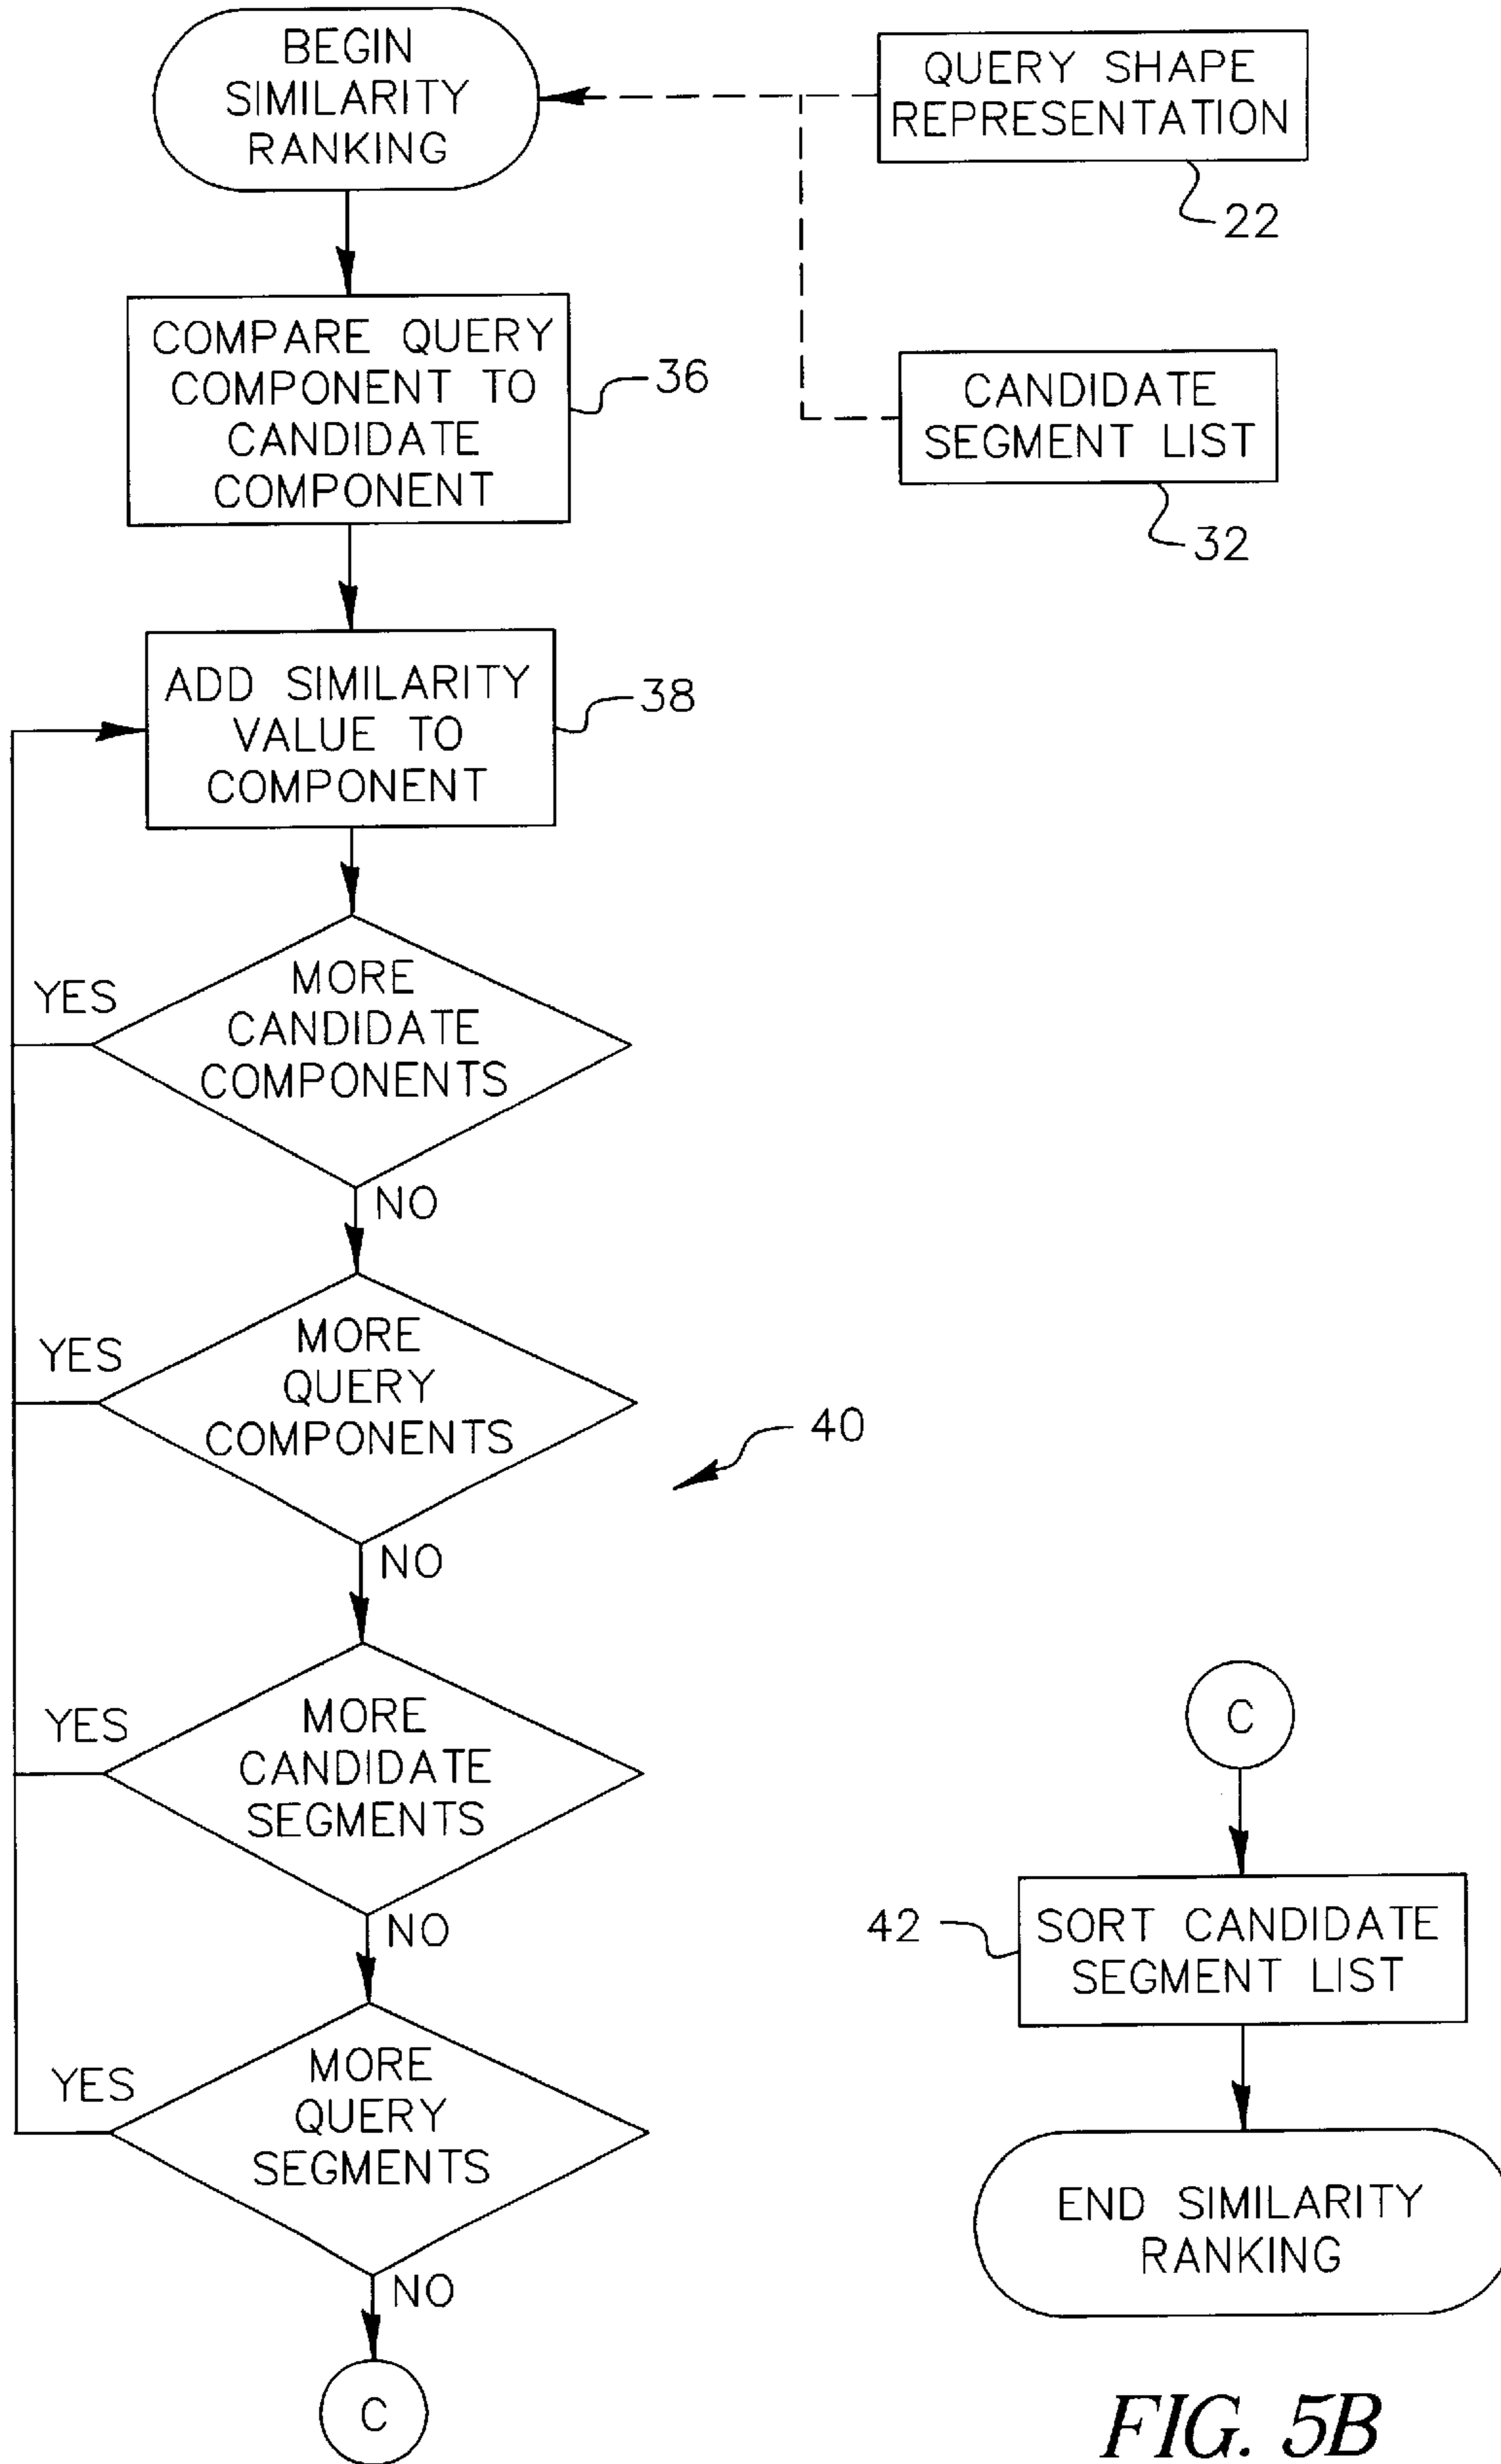 BEGIN
SIMILARITY
RANKING
QUERY SHAPE
REPRESENTATION
22
COMPARE QUERY
COMPONENT TO
CANDIDATE
COMPONENT
36
CANDIDATE
SEGMENT LIST
32
ADD SIMILARITY
VALUE TO
COMPONENT
38
YES
MORE
CANDIDATE
COMPONENTS
NO
YES
MORE
QUERY
COMPONENTS
40
NO
YES
MORE
CANDIDATE
SEGMENTS
NO
YES
MORE
QUERY
SEGMENTS
NO
C
C
42
SORT CANDIDATE
SEGMENT LIST
END SIMILARITY
RANKING
FIG. 5B